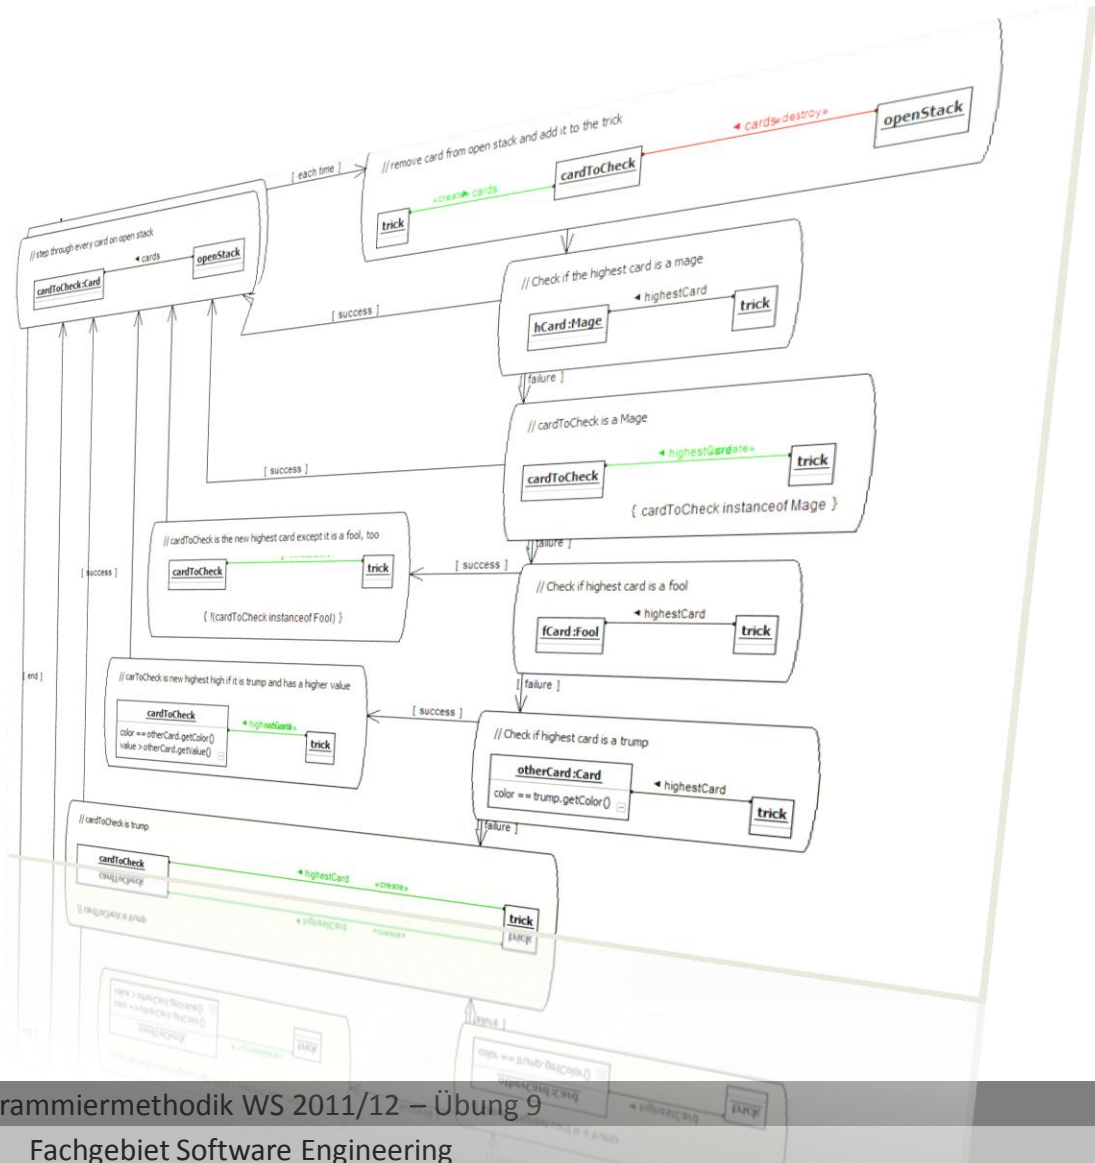 // remove card from open stack and add it to the trick
◄ cards «destroy»
openStack
cardToCheck
«create» cards
trick
[ each time ]
// step through every card on open stack
◄ cards
openStack
cardToCheck :Card
// Check if the highest card is a mage
◄ highestCard
trick
hCard :Mage
[ success ]
[ failure ]
// cardToCheck is a Mage
◄ highestCard
trick
cardToCheck
{ cardToCheck instanceof Mage }
[ success ]
[ failure ]
// cardToCheck is the new highest card except it is a fool, too
cardToCheck
trick
{ !(cardToCheck instanceof Fool) }
[ success ]
[ success ]
// Check if highest card is a fool
◄ highestCard
fCard :Fool
trick
[ end ]
[ failure ]
// carToCheck is new highest high if it is trump and has a higher value
cardToCheck
color == otherCard.getColor()
value > otherCard.getValue()
trick
[ success ]
// Check if highest card is a trump
otherCard :Card
color == trump.getColor()
◄ highestCard
trick
[ failure ]
// cardToCheck is trump
cardToCheck
◄ highestCard «create»
trick
rammiermethodik WS 2011/12 – Übung 9
Fachgebiet Software Engineering